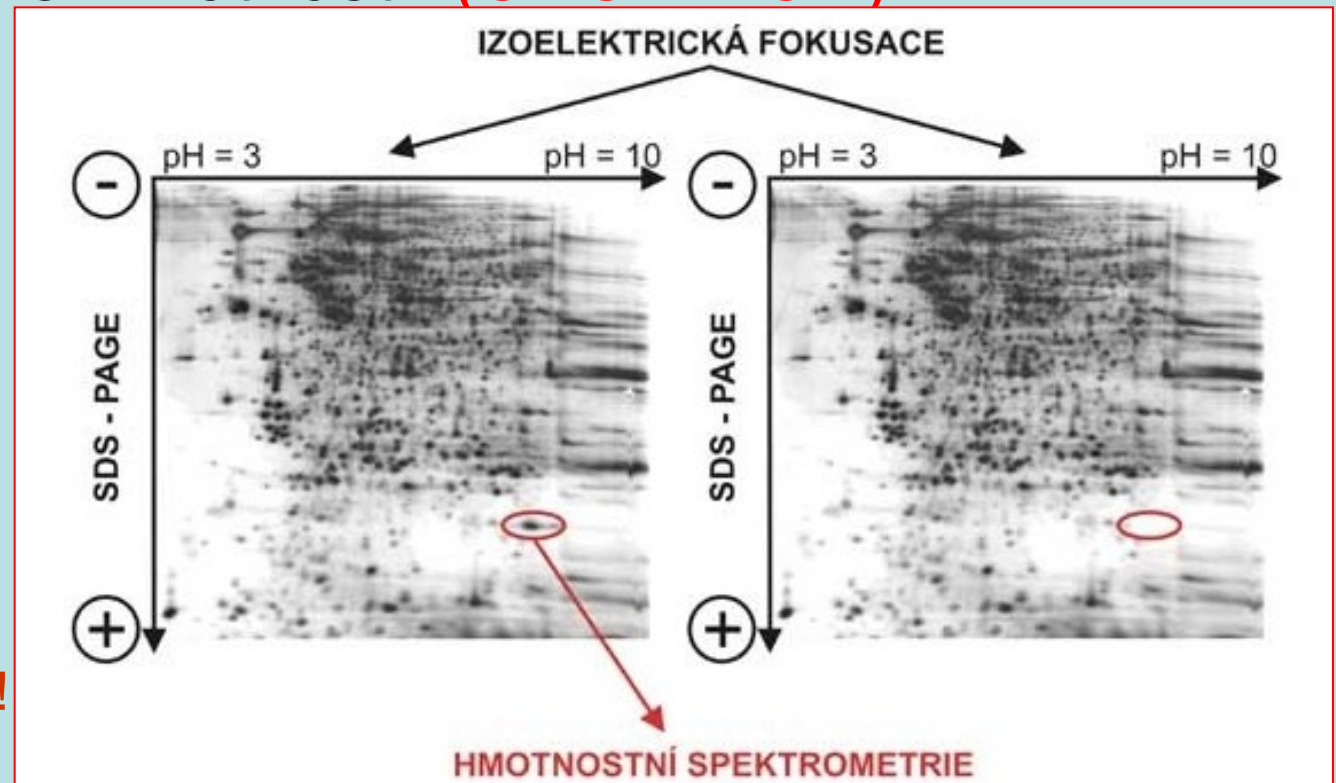 IZOELEKTRICKÁ FOKUSACE
pH = 3 pH = 10 pH = 3 pH = 10
-
-
SDS - PAGE
SDS - PAGE
+
+
!
HMOTNOSTNÍ SPEKTROMETRIE